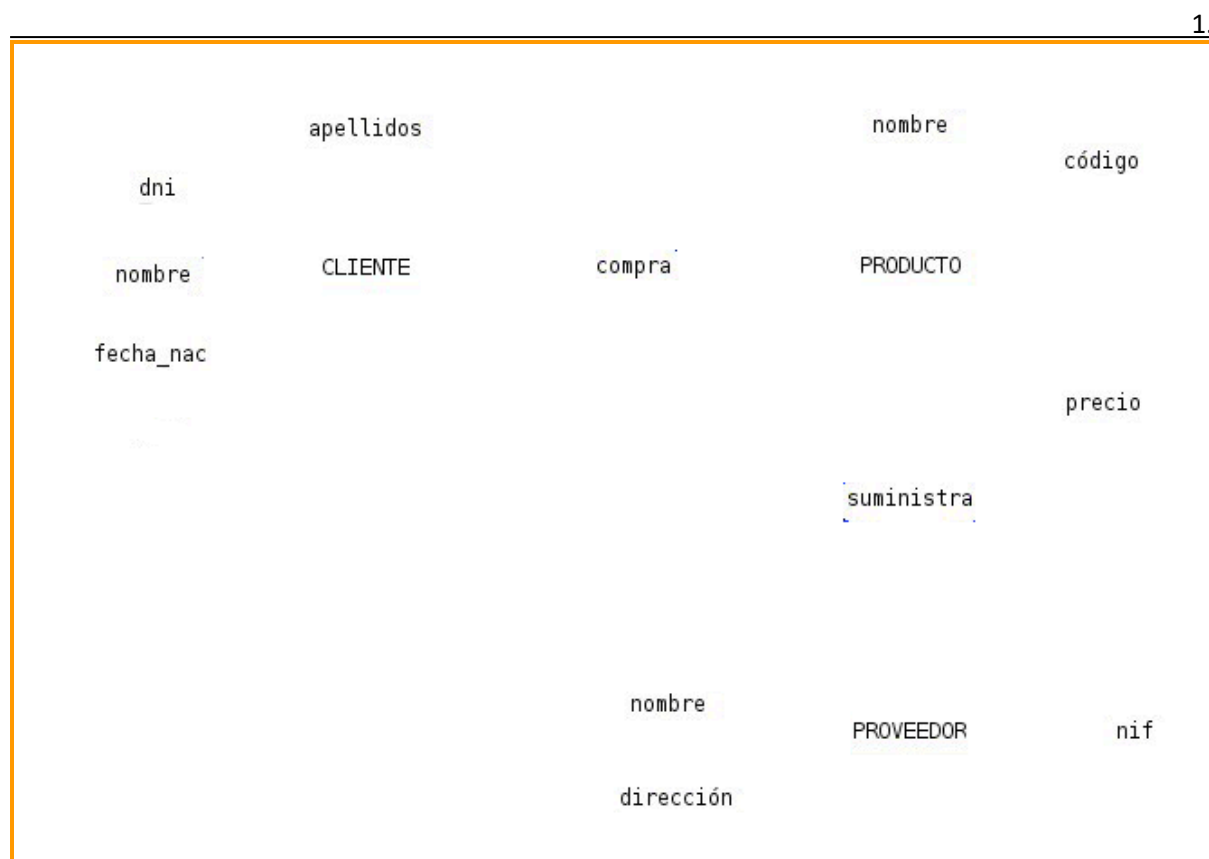 1.
apellidos
nombre
código
dni
nombre
CLIENTE
compra
PRODUCTO
fecha_nac
precio
suministra
nombre
PROVEEDOR
nif
dirección